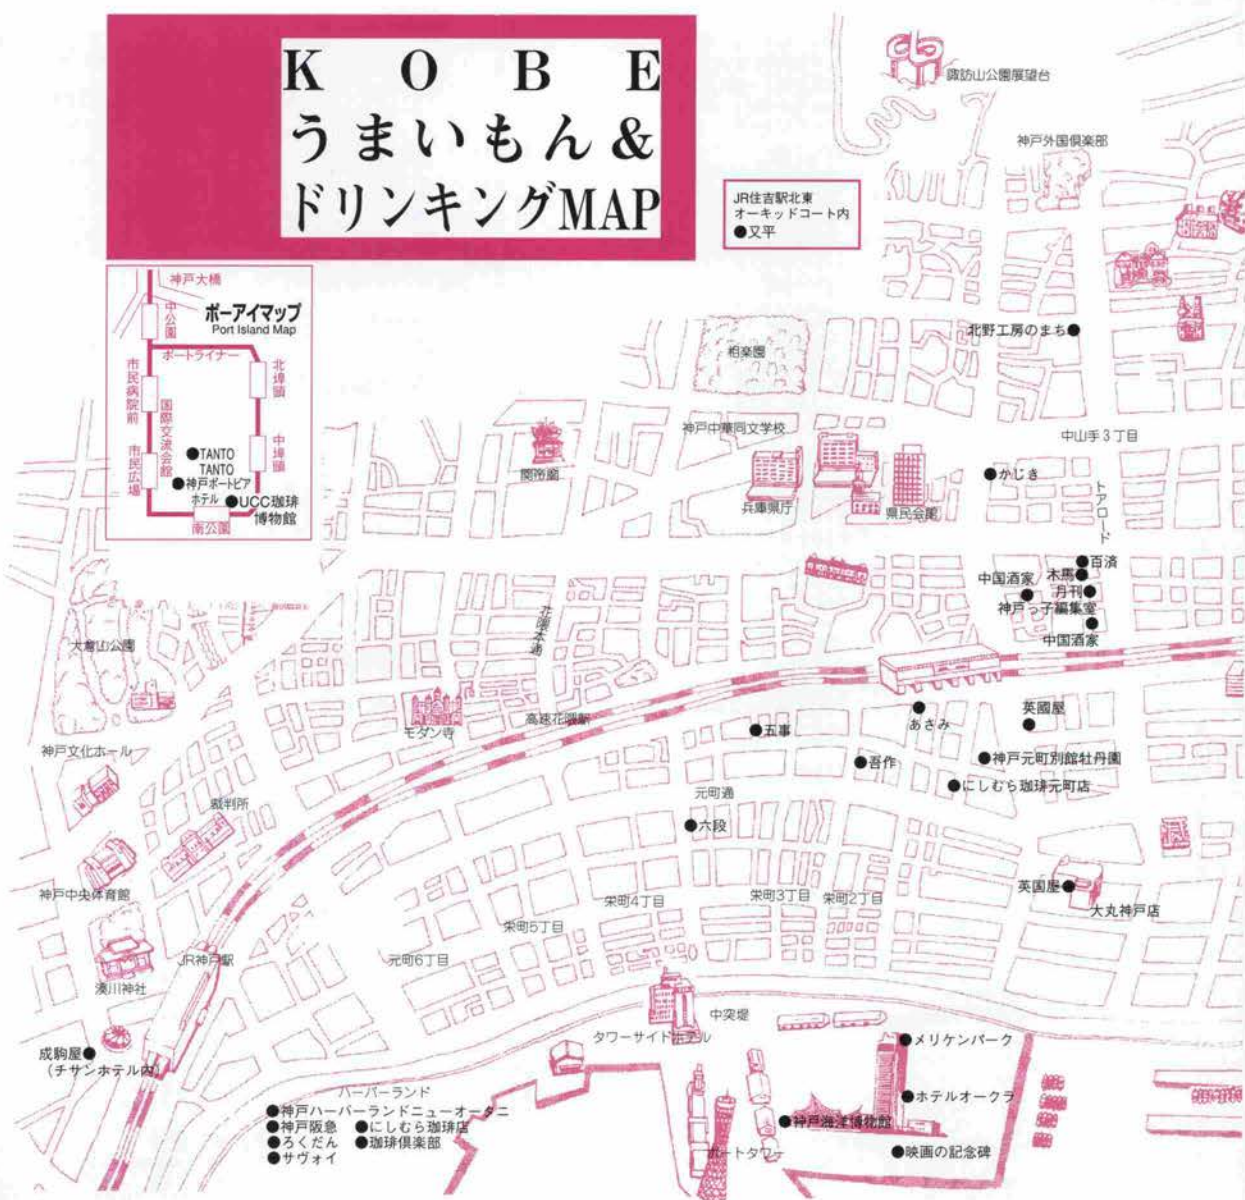 K O B E
うまいもん&
ドリンキングMAP
諏訪山公園展望台
神戸外国倶楽部
JR住吉駅北東
オーキッドコート内
●又平
神戸大橋
ポーアイマップ
Port Island Map
中公園
ポートライナー
市民病院前
北埠頭
国際交流会館
市民広場
中埠頭
●TANTO
TANTO
●神戸ポートピア
ホテル
●UCC珈琲
博物館
南公園
北野工房のまち●
相楽園
神戸中華同文学校
中山手3丁目
関帝廟
兵庫県庁
県民会館
●かじき
トアロード
●百済
木馬●
中国酒家
月刊●
神戸っ子編集室
中国酒家
大倉山公園
花隈本通
モダン寺
高速花隈駅
●五事
あさみ
英國屋
神戸文化ホール
●吾作
●神戸元町別館牡丹園
●にしむら珈琲元町店
元町通
裁判所
●六段
神戸中央体育館
栄町4丁目
栄町3丁目
栄町2丁目
英国屋●
大丸神戸店
栄町5丁目
元町6丁目
JR神戸駅
湊川神社
中突堤
タワーサイドホテル
成駒屋●
(チサンホテル内)
●メリケンパーク
ハーバーランド
●神戸ハーバーランドニューオータニ
●神戸阪急 ●にしむら珈琲店
●ろくだん ●珈琲倶楽部
●サヴォイ
●ホテルオークラ
●神戸海洋博物館
ポートタワー
●映画の記念碑